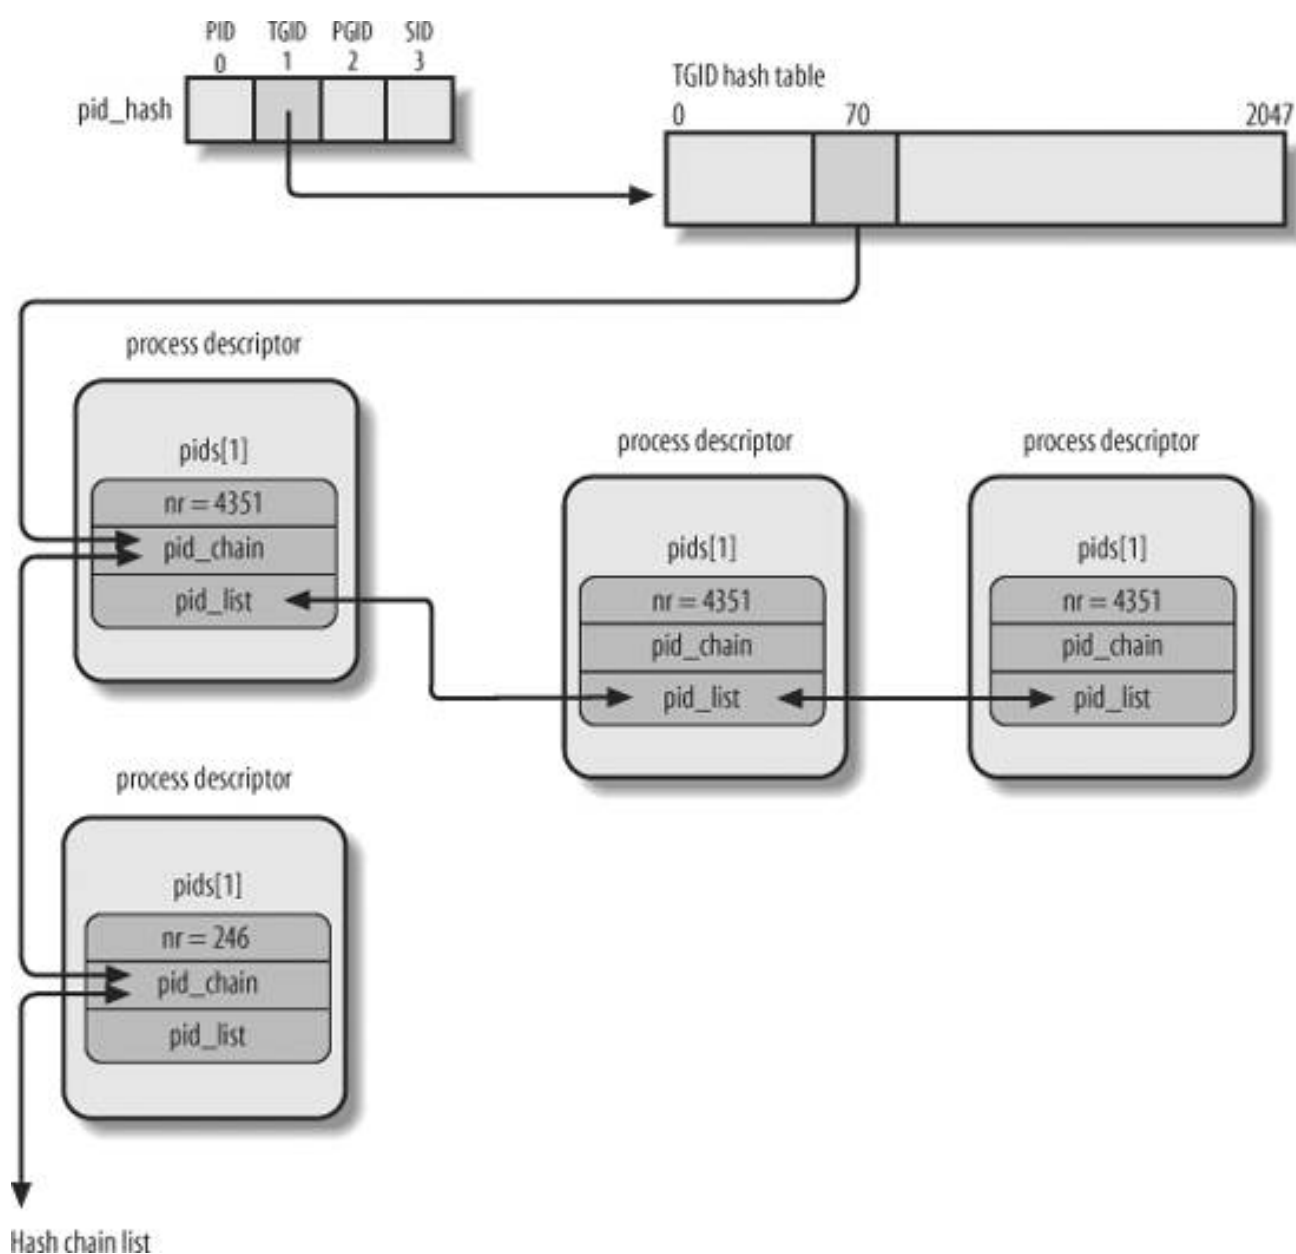 PID TGID PGID SID
0 1 2 3
pid_hash
TGID hash table
0 70 2047
process descriptor
pids[1]
nr = 4351
pid_chain
pid_list
process descriptor
pids[1]
nr = 4351
pid_chain
pid_list
process descriptor
pids[1]
nr = 4351
pid_chain
pid_list
process descriptor
pids[1]
nr = 246
pid_chain
pid_list
Hash chain list